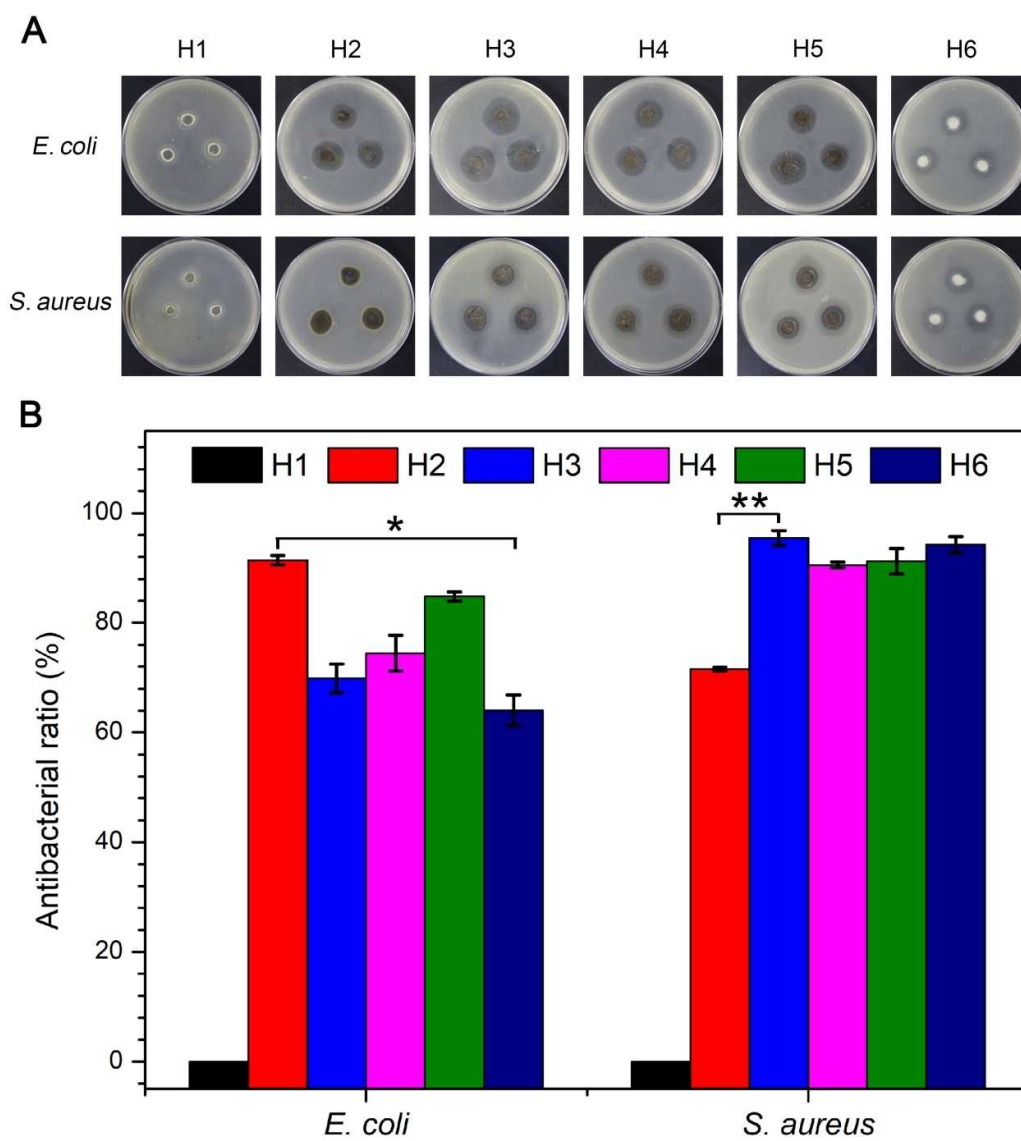 A
H1 H2 H3 H4 H5 H6
E. coli
S. aureus
B
H1 H2 H3 H4 H5 H6
* **
100
80
60
40
20
0
Antibacterial ratio (%)
E. coli S. aureus